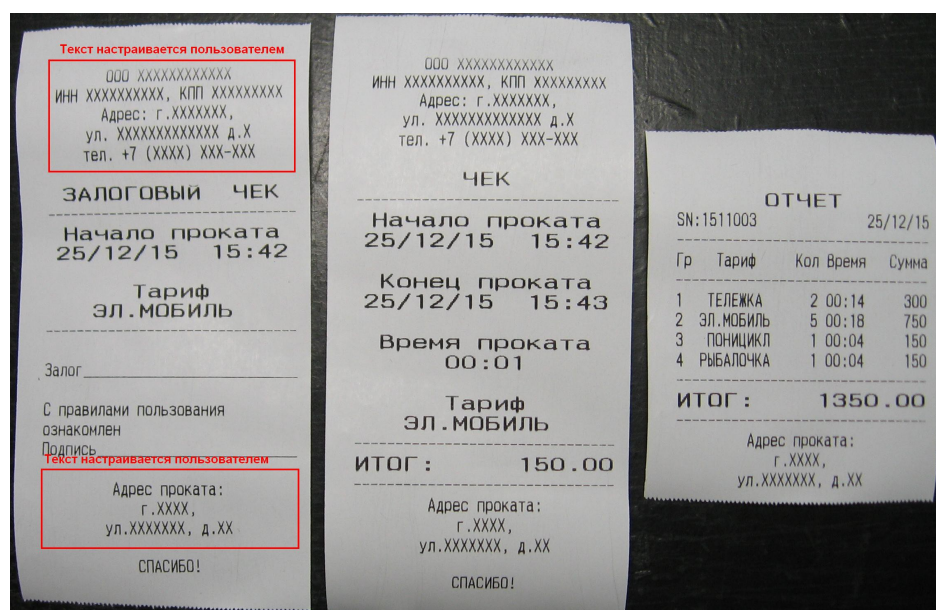 Текст настраивается пользователем
ООО XXXXXXXXXXXX
ИНН XXXXXXXXXX, КПП XXXXXXXXX
Адрес: г.XXXXXXX,
ул. XXXXXXXXXXXXX д.X
тел. +7 (XXXX) XXX-XXX
ЗАЛОГОВЫЙ ЧЕК
Начало проката
25/12/15 15:42
Тариф
ЭЛ.МОБИЛЬ
Залог
С правилами пользования
ознакомлен
Подпись
Текст настраивается пользователем
Адрес проката:
г.XXXX,
ул.XXXXXXX, д.XX
СПАСИБО!
ООО XXXXXXXXXXXX
ИНН XXXXXXXXXX, КПП XXXXXXXXX
Адрес: г.XXXXXXX,
ул. XXXXXXXXXXXXX д.X
тел. +7 (XXXX) XXX-XXX
ЧЕК
Начало проката
25/12/15 15:42
Конец проката
25/12/15 15:43
Время проката
00:01
Тариф
ЭЛ.МОБИЛЬ
ИТОГ: 150.00
Адрес проката:
г.XXXX,
ул.XXXXXXX, д.XX
СПАСИБО!
ОТЧЕТ
SN:1511003 25/12/15
Гр Тариф Кол Время Сумма
1 ТЕЛЕЖКА 2 00:14 300
2 ЭЛ.МОБИЛЬ 5 00:18 750
3 ПОНИЦИКЛ 1 00:04 150
4 РЫБАЛОЧКА 1 00:04 150
ИТОГ: 1350.00
Адрес проката:
г.XXXX,
ул.XXXXXXX, д.XX